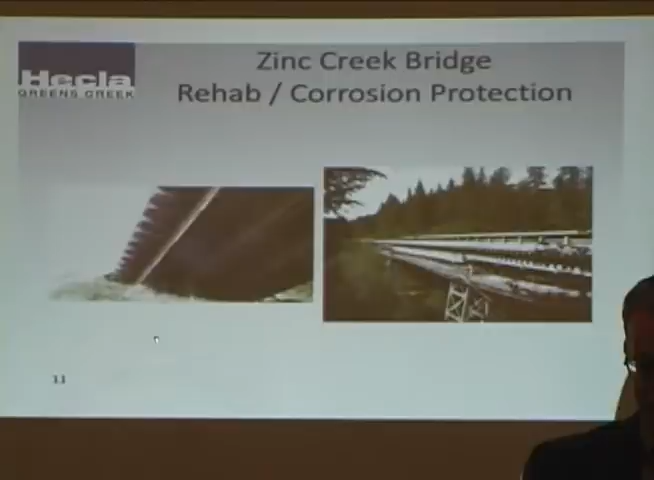 Hecla
GREENS CREEK
Zinc Creek Bridge
Rehab / Corrosion Protection
11